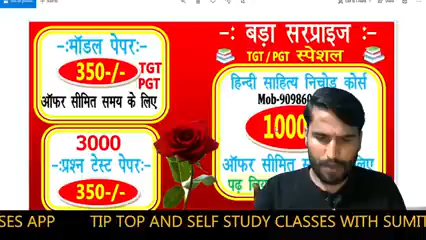 -:मॉडल पेपर:-
350-/-
TGT
PGT
ऑफर सीमित समय के लिए
3000
-:प्रश्न टेस्ट पेपर:-
350-/-
-: बड़ा सरप्राइज :-
TGT/PGT स्पेशल
हिन्दी साहित्य निचोड़ कोर्स
ऑफर सीमित
पढ़
SES APP TIP TOP AND SELF STUDY CLASSES WITH SUMIT